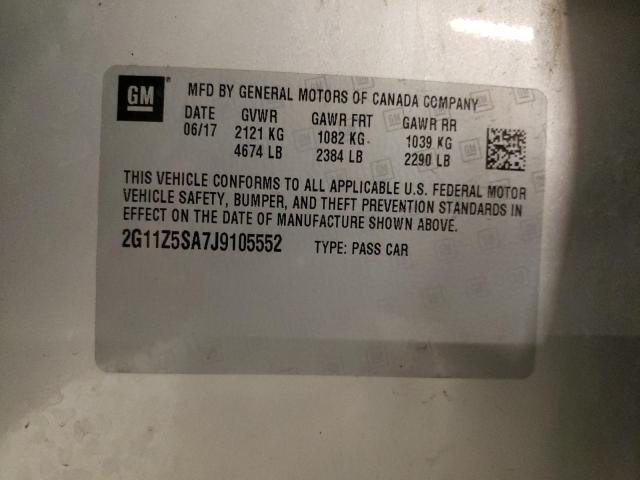 GM
MFD BY GENERAL MOTORS OF CANADA COMPANY
DATE GVWR GAWR FRT GAWR RR
06/17 2121 KG 1082 KG 1039 KG
4674 LB 2384 LB 2290 LB
THIS VEHICLE CONFORMS TO ALL APPLICABLE U.S. FEDERAL MOTOR
VEHICLE SAFETY, BUMPER, AND THEFT PREVENTION STANDARDS IN
EFFECT ON THE DATE OF MANUFACTURE SHOWN ABOVE.
2G11Z5SA7J9105552 TYPE: PASS CAR